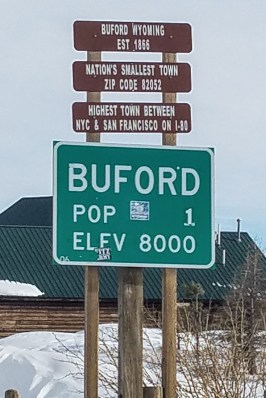 BUFORD WYOMING
EST 1866
NATION'S SMALLEST TOWN
ZIP CODE 82052
HIGHEST TOWN BETWEEN
NYC & SAN FRANCISCO ON I-80
BUFORD
POP 1
ELEV 8000